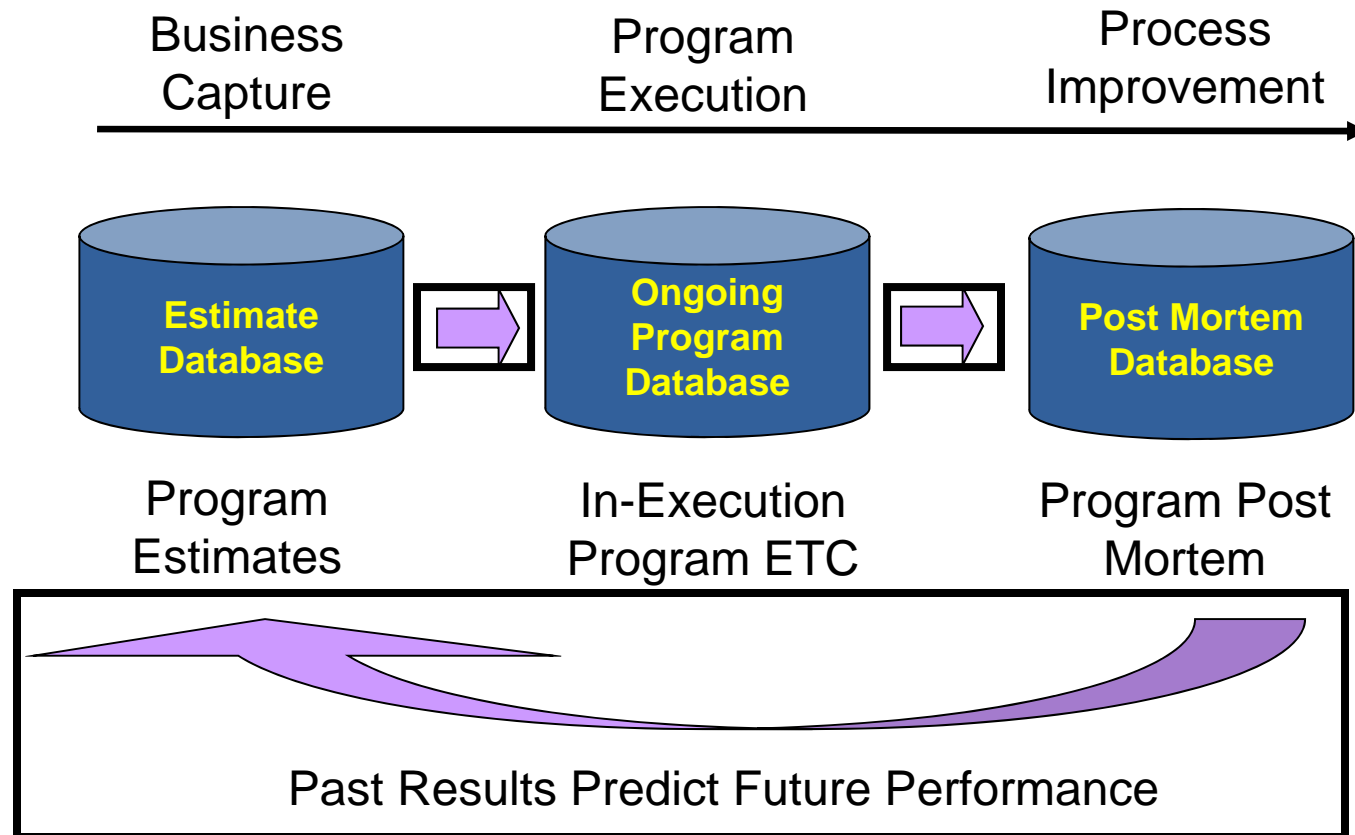 Business
Capture
Program
Execution
Process
Improvement
Estimate
Database
Ongoing
Program
Database
Post Mortem
Database
Program
Estimates
In-Execution
Program ETC
Program Post
Mortem
Past Results Predict Future Performance